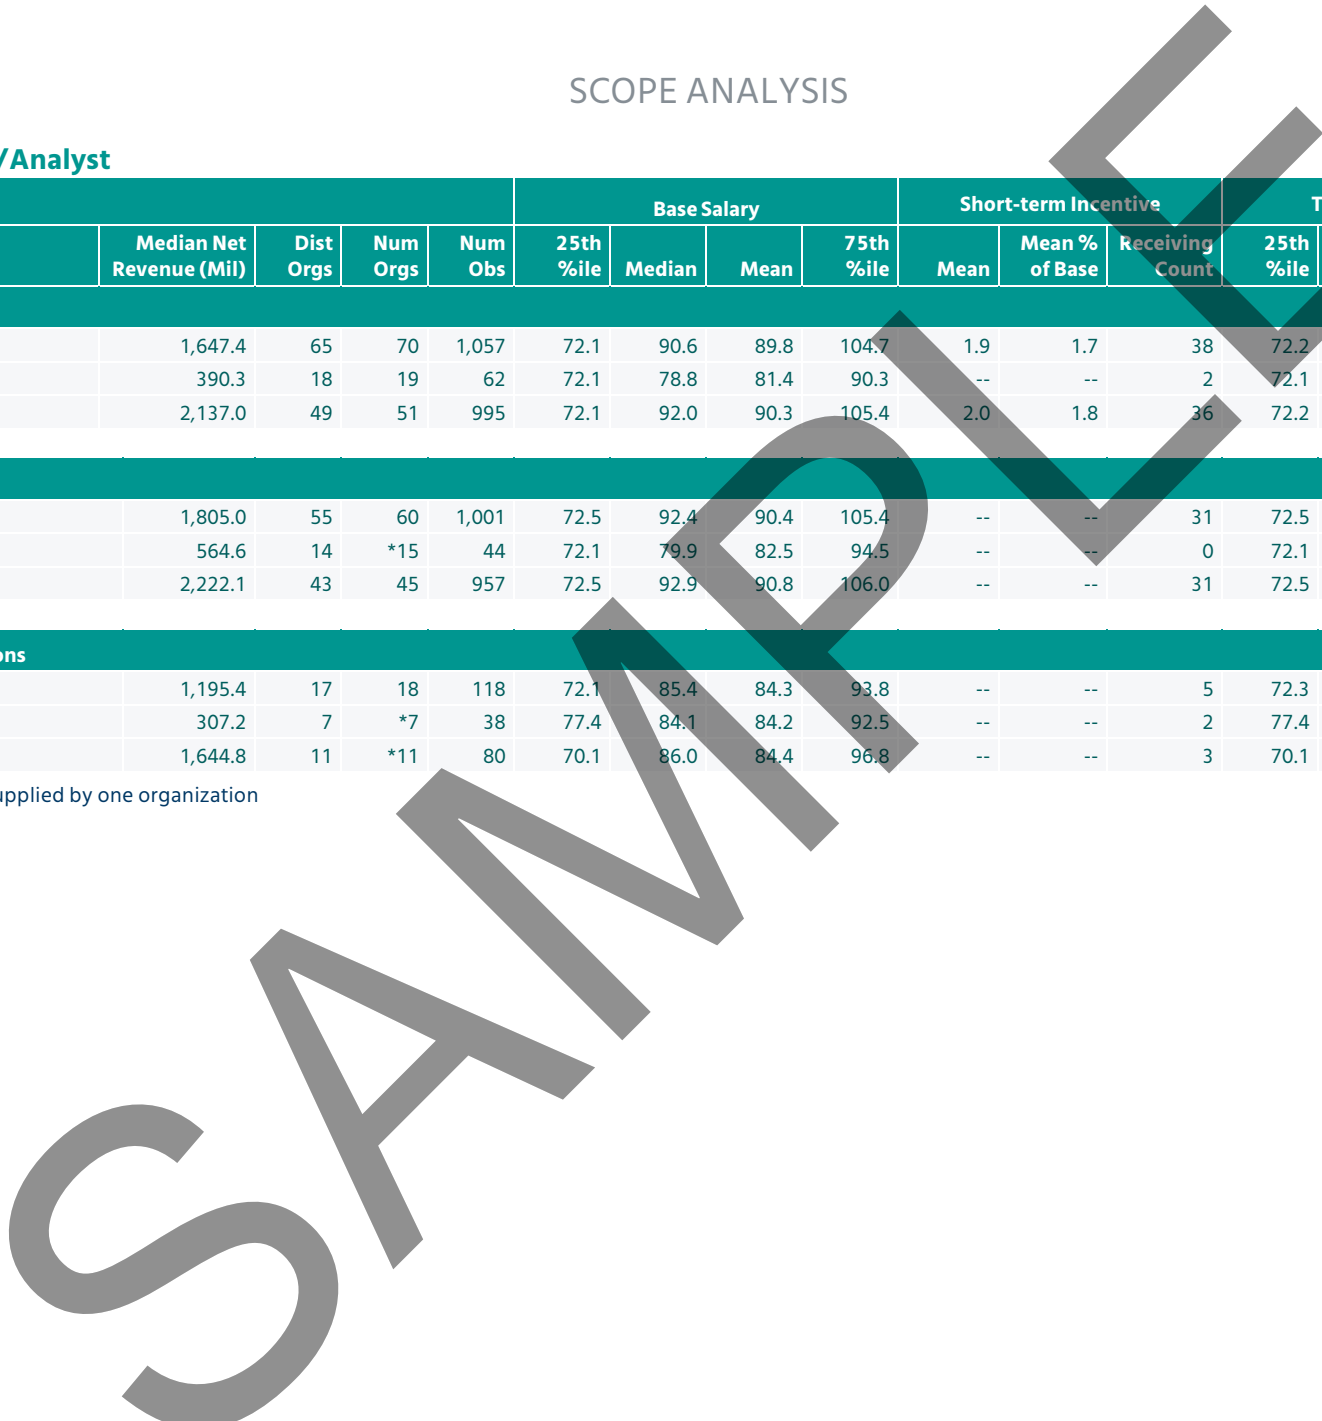 SCOPE ANALYSIS
/Analyst
Base Salary Short-term Incentive T
Median Net Revenue (Mil) Dist Orgs Num Orgs Num Obs 25th %ile Median Mean 75th %ile Mean Mean % of Base Receiving Count 25th %ile
1,647.4 65 70 1,057 72.1 90.6 89.8 104.7 1.9 1.7 38 72.2
390.3 18 19 62 72.1 78.8 81.4 90.3 -- -- 2 72.1
2,137.0 49 51 995 72.1 92.0 90.3 105.4 2.0 1.8 36 72.2
1,805.0 55 60 1,001 72.5 92.4 90.4 105.4 -- -- 31 72.5
564.6 14 *15 44 72.1 79.9 82.5 94.5 -- -- 0 72.1
2,222.1 43 45 957 72.5 92.9 90.8 106.0 -- -- 31 72.5
ons
1,195.4 17 18 118 72.1 85.4 84.3 93.8 -- -- 5 72.3
307.2 7 *7 38 77.4 84.1 84.2 92.5 -- -- 2 77.4
1,644.8 11 *11 80 70.1 86.0 84.4 96.8 -- -- 3 70.1
upplied by one organization
SAMPLE